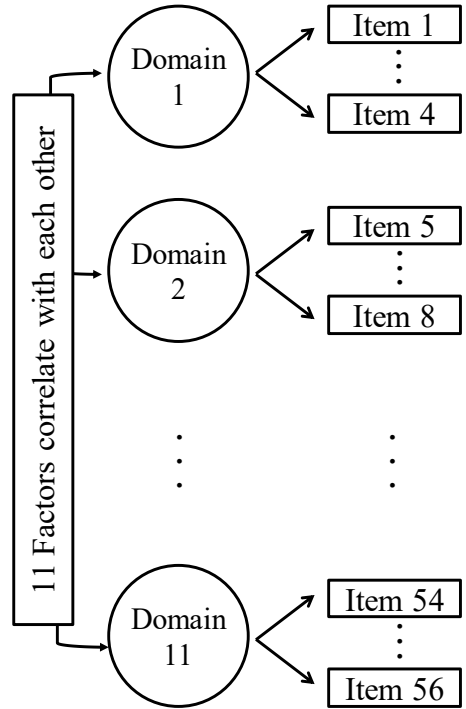 11 Factors correlate with each other
Domain
1
Item 1
Item 4
Domain
2
Item 5
Item 8
Domain
11
Item 54
Item 56